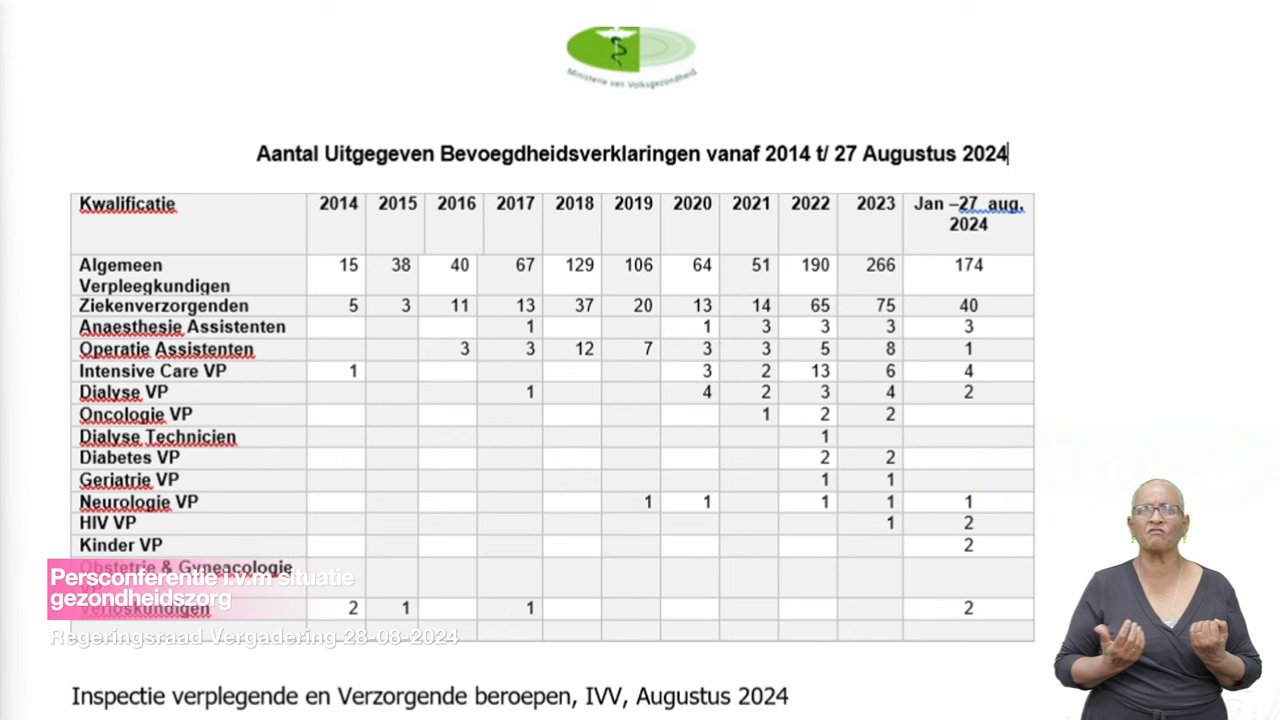 Ministerie van Volksgezondheid
Aantal Uitgegeven Bevoegdheidsverklaringen vanaf 2014 t/ 27 Augustus 2024
Kwalificatie 2014 2015 2016 2017 2018 2019 2020 2021 2022 2023 Jan –27 aug. 2024
Algemeen Verpleegkundigen 15 38 40 67 129 106 64 51 190 266 174
Ziekenverzorgenden 5 3 11 13 37 20 13 14 65 75 40
Anaesthesie Assistenten 1 1 3 3 3 3
Operatie Assistenten 3 3 12 7 3 3 5 8 1
Intensive Care VP 1 3 2 13 6 4
Dialyse VP 1 4 2 3 4 2
Oncologie VP 1 2 2
Dialyse Technicien 1
Diabetes VP 2 2
Geriatrie VP 1 1
Neurologie VP 1 1 1 1 1
HIV VP 1 2
Kinder VP 2
Obstetrie & Gyneacologie
Verloskundigen 2 1 1 2
Persconferentie i.v.m situatie
gezondheidszorg
Regeringsraad Vergadering 28-08-2024
Inspectie verplegende en Verzorgende beroepen, IVV, Augustus 2024